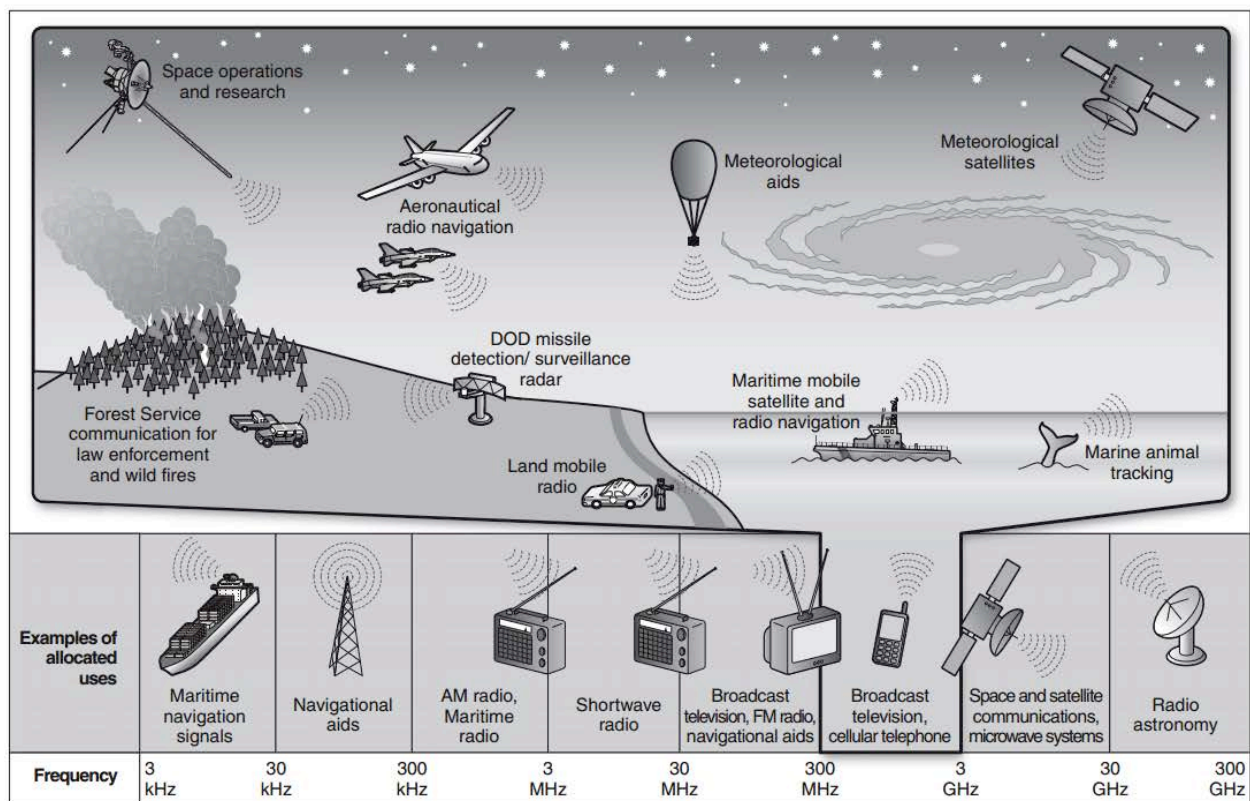 Space operations
and research
Meteorological
satellites
Meteorological
aids
Aeronautical
radio navigation
DOD missile
detection/ surveillance
radar
Maritime mobile
satellite and
radio navigation
Forest Service
communication for
law enforcement
and wild fires
Marine animal
tracking
Land mobile
radio
Examples of
allocated
uses
Maritime
navigation
signals
Navigational
aids
AM radio,
Maritime
radio
Shortwave
radio
Broadcast
television, FM radio,
navigational aids
Broadcast
television,
cellular telephone
Space and satellite
communications,
microwave systems
Radio
astronomy
Frequency
3
kHz
30
kHz
300
kHz
3
MHz
30
MHz
300
MHz
3
GHz
30
GHz
300
GHz